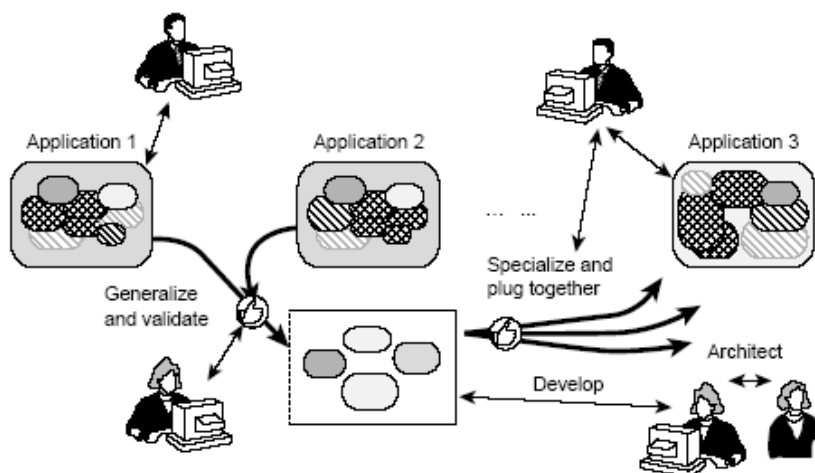 Application 1
Application 2
Application 3
... ...
Generalize
and validate
Specialize and
plug together
Architect
Develop